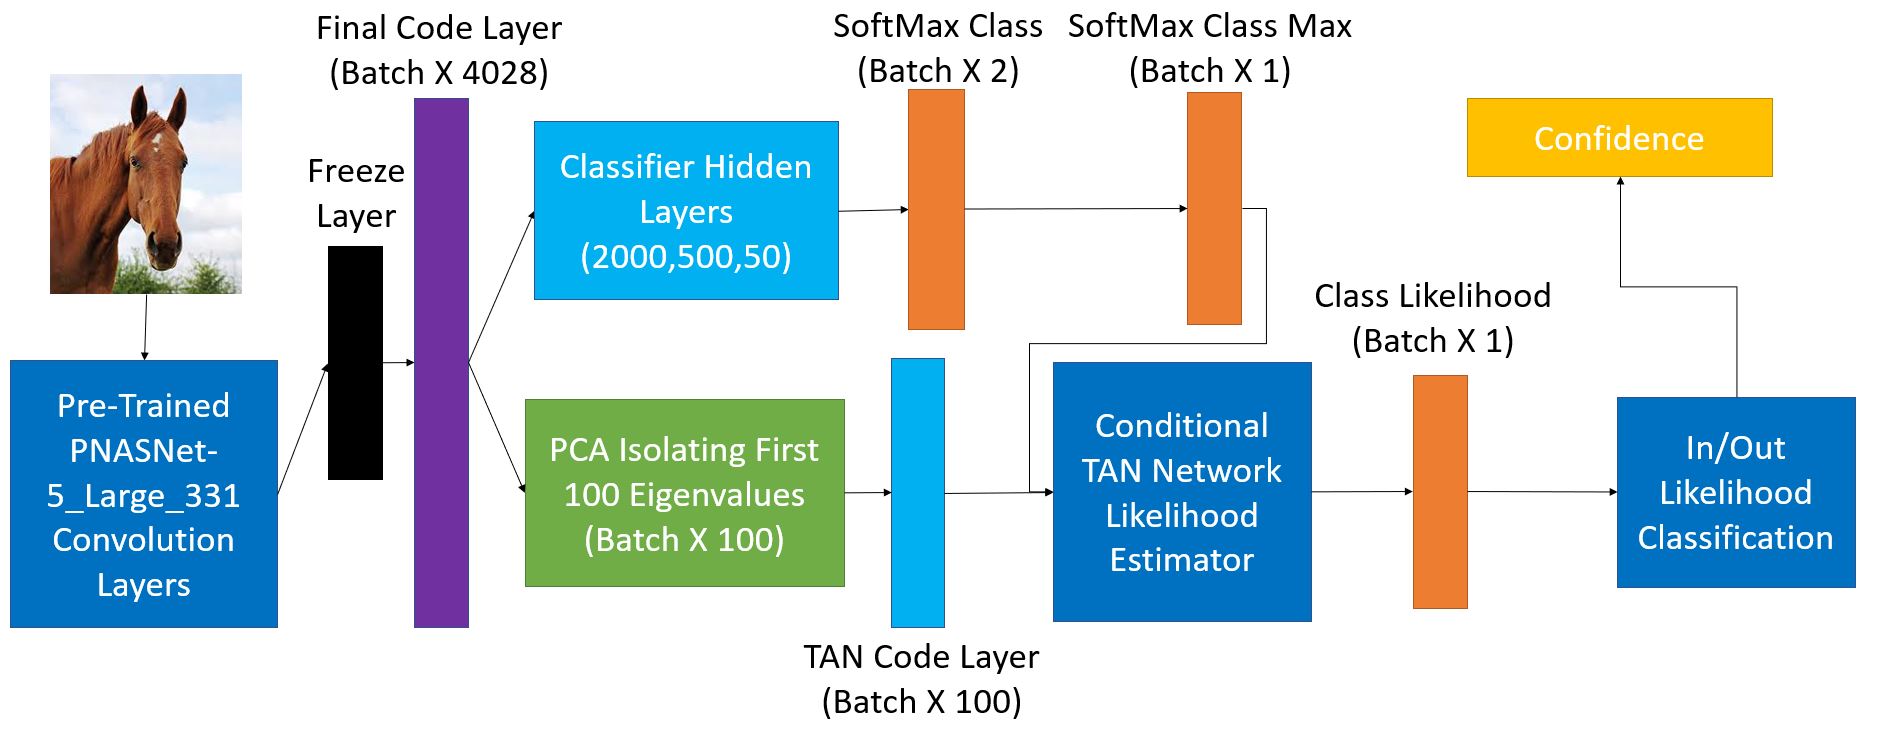 Final Code Layer
(Batch X 4028)
SoftMax Class
(Batch X 2)
SoftMax Class Max
(Batch X 1)
Freeze
Layer
Classifier Hidden
Layers
(2000,500,50)
Confidence
Class Likelihood
(Batch X 1)
Pre-Trained
PNASNet-
5_Large_331
Convolution
Layers
PCA Isolating First
100 Eigenvalues
(Batch X 100)
Conditional
TAN Network
Likelihood
Estimator
In/Out
Likelihood
Classification
TAN Code Layer
(Batch X 100)